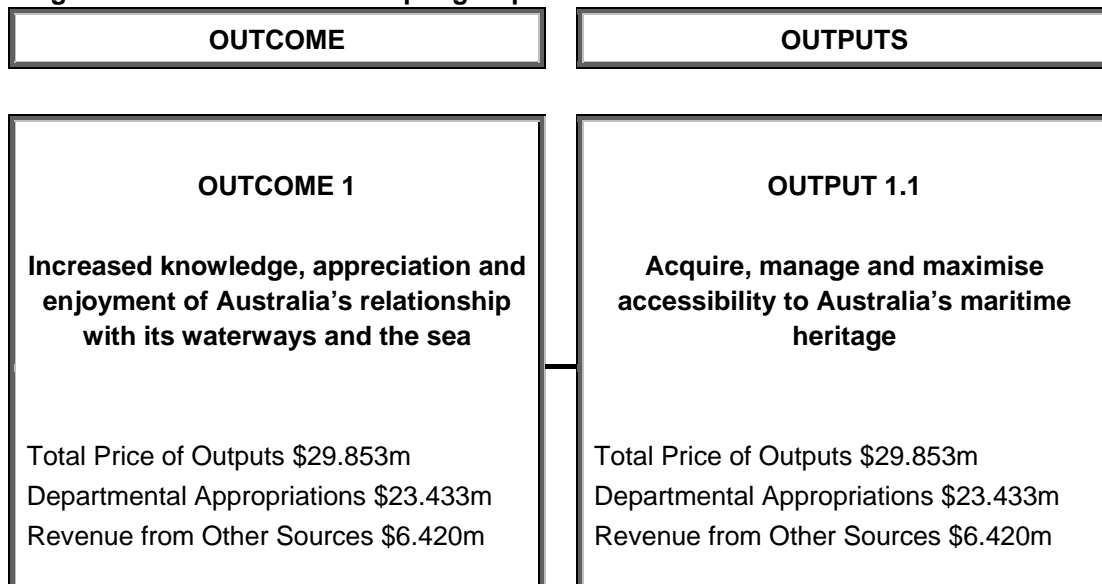 OUTCOME
OUTPUTS
OUTCOME 1
Increased knowledge, appreciation and
enjoyment of Australia's relationship
with its waterways and the sea
Total Price of Outputs $29.853m
Departmental Appropriations $23.433m
Revenue from Other Sources $6.420m
OUTPUT 1.1
Acquire, manage and maximise
accessibility to Australia's maritime
heritage
Total Price of Outputs $29.853m
Departmental Appropriations $23.433m
Revenue from Other Sources $6.420m